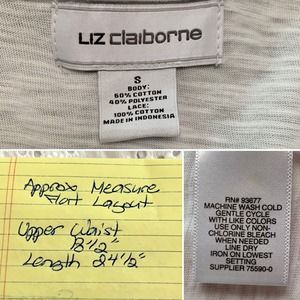 LIZ claiborne
S
BODY:
60% COTTON
40% POLYESTER
LACE:
100% COTTON
MADE IN INDONESIA
Approx Measure
Flat Layout
Upper Waist
18 1/2"
Length 24 1/2"
RN# 93677
MACHINE WASH COLD
GENTLE CYCLE
WITH LIKE COLORS
USE ONLY NON-
CHLORINE BLEACH
WHEN NEEDED
LINE DRY
IRON ON LOWEST
SETTING
SUPPLIER 75590-0